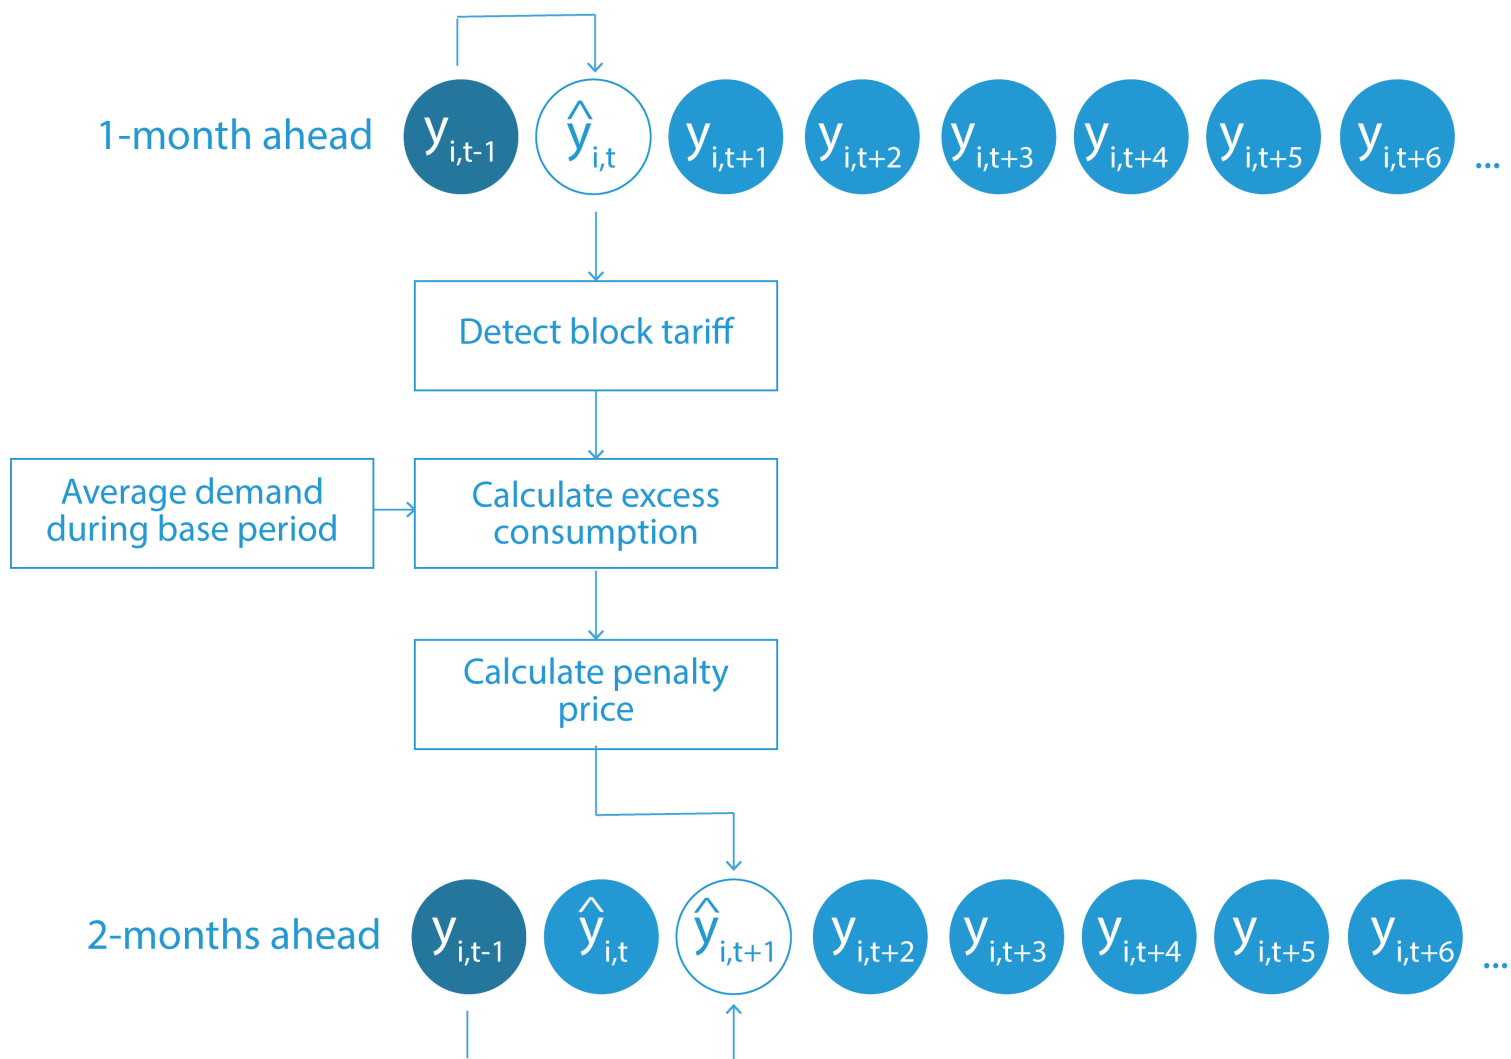 1-month ahead y i,t-1 ŷ i,t y i,t+1 y i,t+2 y i,t+3 y i,t+4 y i,t+5 y i,t+6 ...
Detect block tariff
Average demand
during base period
Calculate excess
consumption
Calculate penalty
price
2-months ahead y i,t-1 ŷ i,t ŷ i,t+1 y i,t+2 y i,t+3 y i,t+4 y i,t+5 y i,t+6 ...